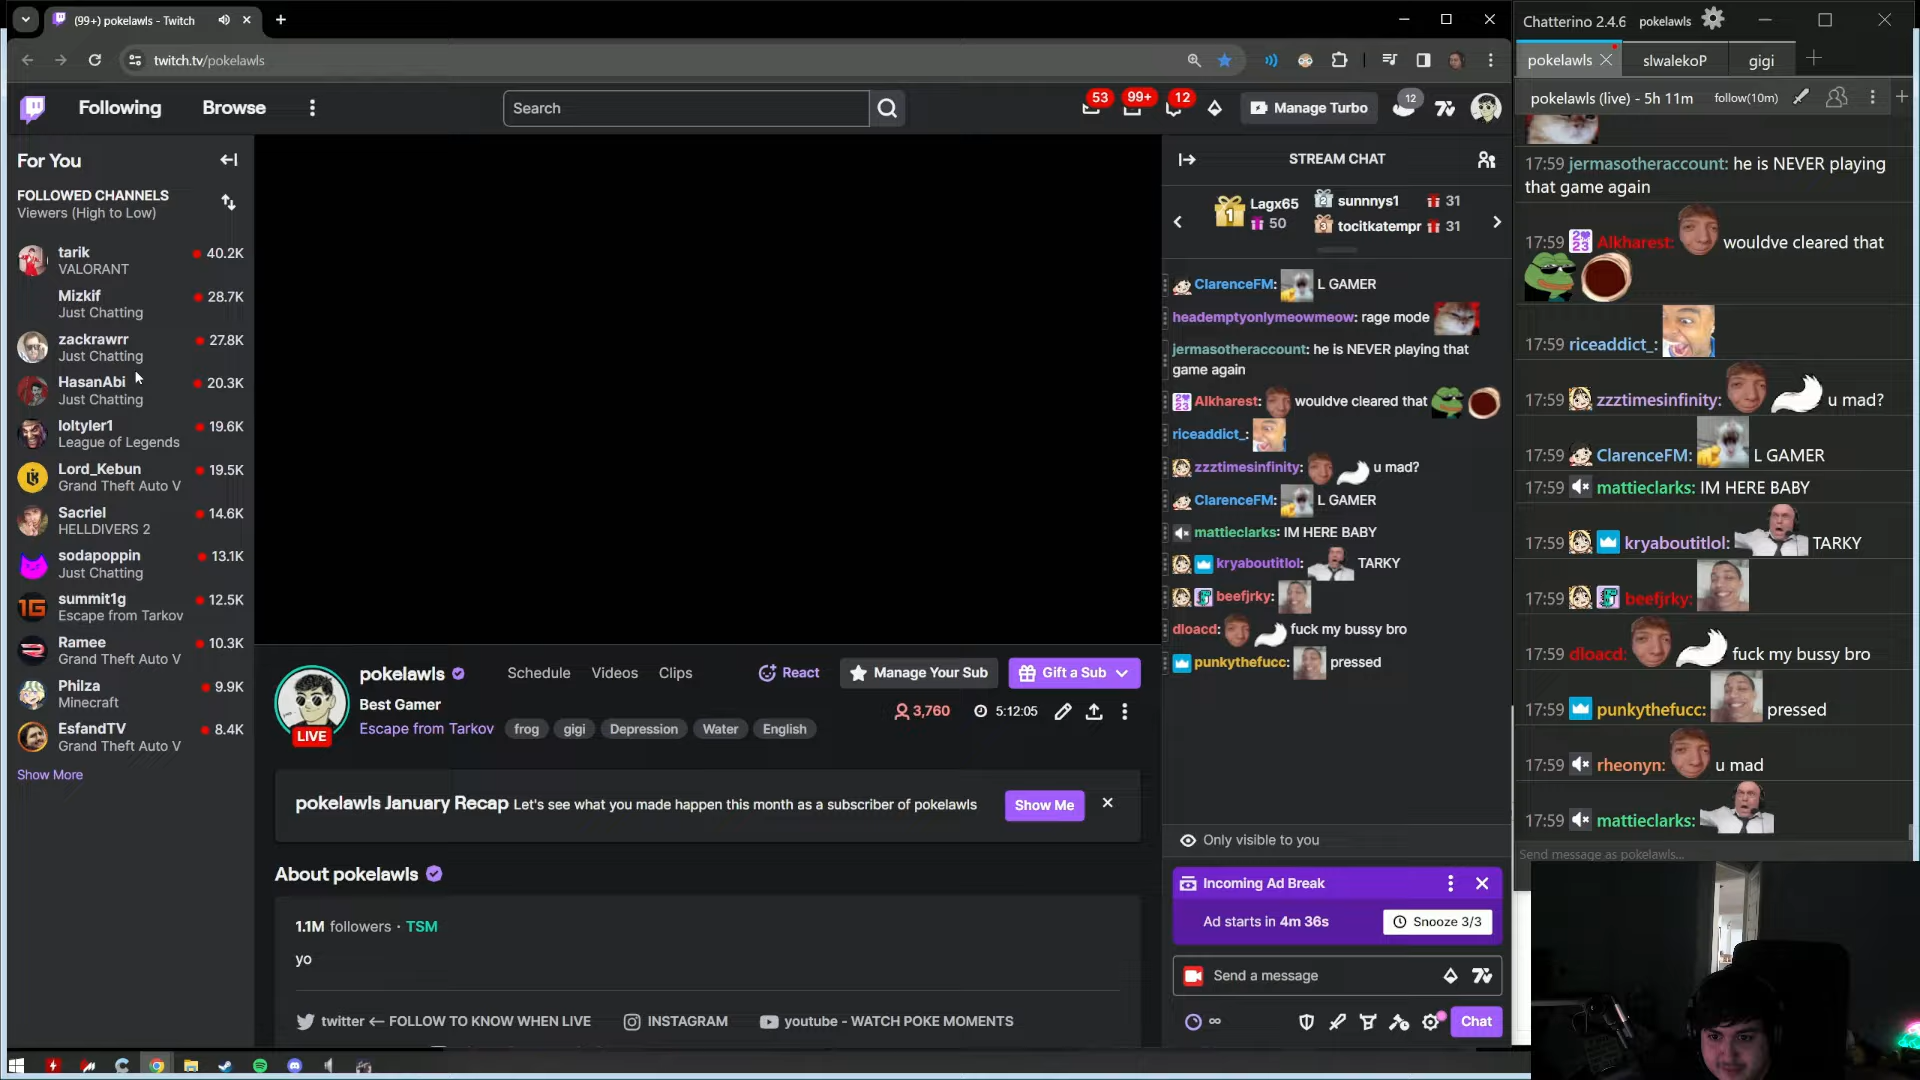 (99+) pokelawls - Twitch
twitch.tv/pokelawls
Following
Browse
Search
53
99+
12
Manage Turbo
12
For You
FOLLOWED CHANNELS
Viewers (High to Low)
tarik
40.2K
VALORANT
Mizkif
28.7K
Just Chatting
zackrawrr
27.8K
Just Chatting
HasanAbi
20.3K
Just Chatting
loltyler1
19.6K
League of Legends
Lord_Kebun
19.5K
Grand Theft Auto V
Sacriel
14.6K
HELLDIVERS 2
sodapoppin
13.1K
Just Chatting
summit1g
12.5K
Escape from Tarkov
Ramee
10.3K
Grand Theft Auto V
Philza
9.9K
Minecraft
EsfandTV
8.4K
Grand Theft Auto V
Show More
pokelawls
Schedule
Videos
Clips
React
Manage Your Sub
Gift a Sub
Best Gamer
3,760
5:12:05
Escape from Tarkov
frog
gigi
Depression
Water
English
LIVE
pokelawls January Recap Let's see what you made happen this month as a subscriber of pokelawls
Show Me
About pokelawls
1.1M followers · TSM
yo
twitter <- FOLLOW TO KNOW WHEN LIVE
INSTAGRAM
youtube - WATCH POKE MOMENTS
STREAM CHAT
1
Lagx65
50
2
sunnnys1
31
3
tocitkatempr
31
ClarenceFM: L GAMER
heademptyonlymeowmeow: rage mode
jermasotheraccount: he is NEVER playing that
game again
Alkharest: wouldve cleared that
riceaddict_:
zzztimesinfinity: u mad?
ClarenceFM: L GAMER
mattieclarks: IM HERE BABY
kryaboutitlol: TARKY
beefjrky:
dloacd: fuck my bussy bro
punkythefucc: pressed
Only visible to you
Incoming Ad Break
Ad starts in 4m 36s
Snooze 3/3
Send a message
Chat
Chatterino 2.4.6
pokelawls
pokelawls
slwalekoP
gigi
pokelawls (live) - 5h 11m
follow(10m)
17:59 jermasotheraccount: he is NEVER playing
that game again
17:59 Alkharest: wouldve cleared that
17:59 riceaddict_:
17:59 zzztimesinfinity: u mad?
17:59 ClarenceFM: L GAMER
17:59 mattieclarks: IM HERE BABY
17:59 kryaboutitlol: TARKY
17:59 beefjrky:
17:59 dloacd: fuck my bussy bro
17:59 punkythefucc: pressed
17:59 rheonyn: u mad
17:59 mattieclarks:
Send message as pokelawls...